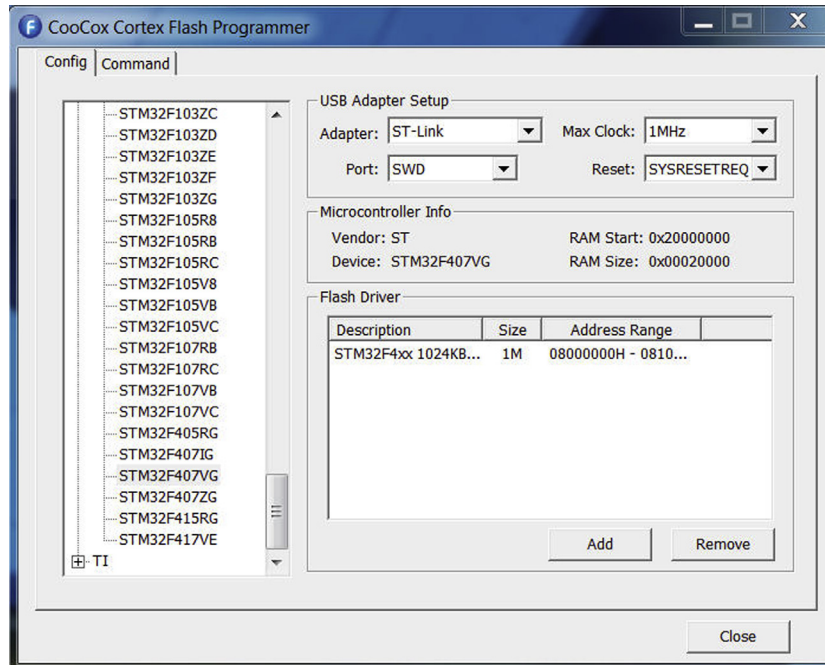 CooCox Cortex Flash Programmer
Config Command
STM32F103ZC
STM32F103ZD
STM32F103ZE
STM32F103ZF
STM32F103ZG
STM32F105R8
STM32F105RB
STM32F105RC
STM32F105V8
STM32F105VB
STM32F105VC
STM32F107RB
STM32F107RC
STM32F107VB
STM32F107VC
STM32F405RG
STM32F407IG
STM32F407VG
STM32F407ZG
STM32F415RG
STM32F417VE
TI
USB Adapter Setup
Adapter: ST-Link Max Clock: 1MHz
Port: SWD Reset: SYSRESETREQ
Microcontroller Info
Vendor: ST RAM Start: 0x20000000
Device: STM32F407VG RAM Size: 0x00020000
Flash Driver
Description Size Address Range
STM32F4xx 1024KB... 1M 08000000H - 0810...
Add Remove
Close